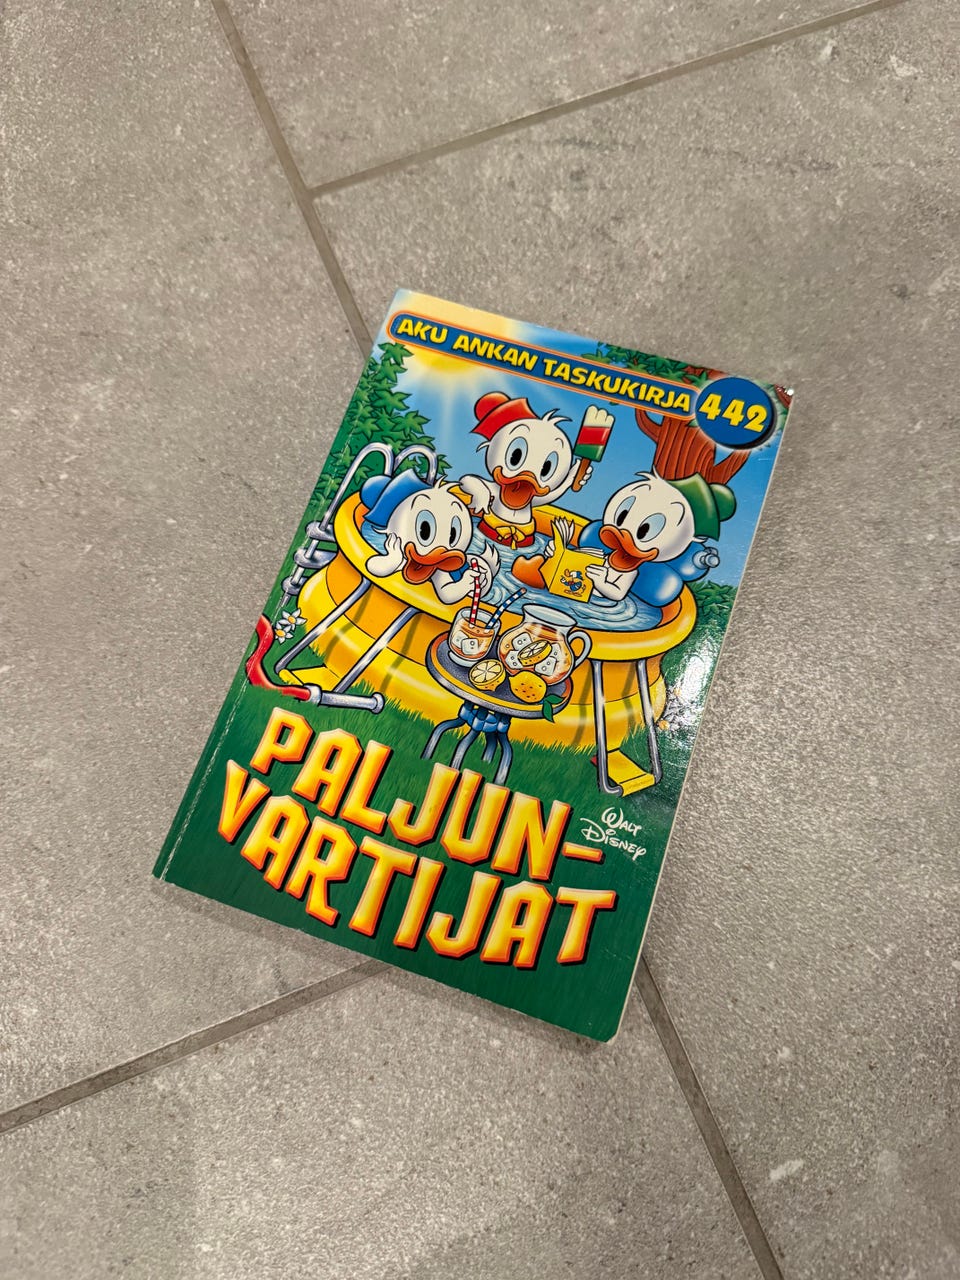 AKU ANKAN TASKUKIRJA 442
PALJUN-
VARTIJAT
WALT
DISNEY